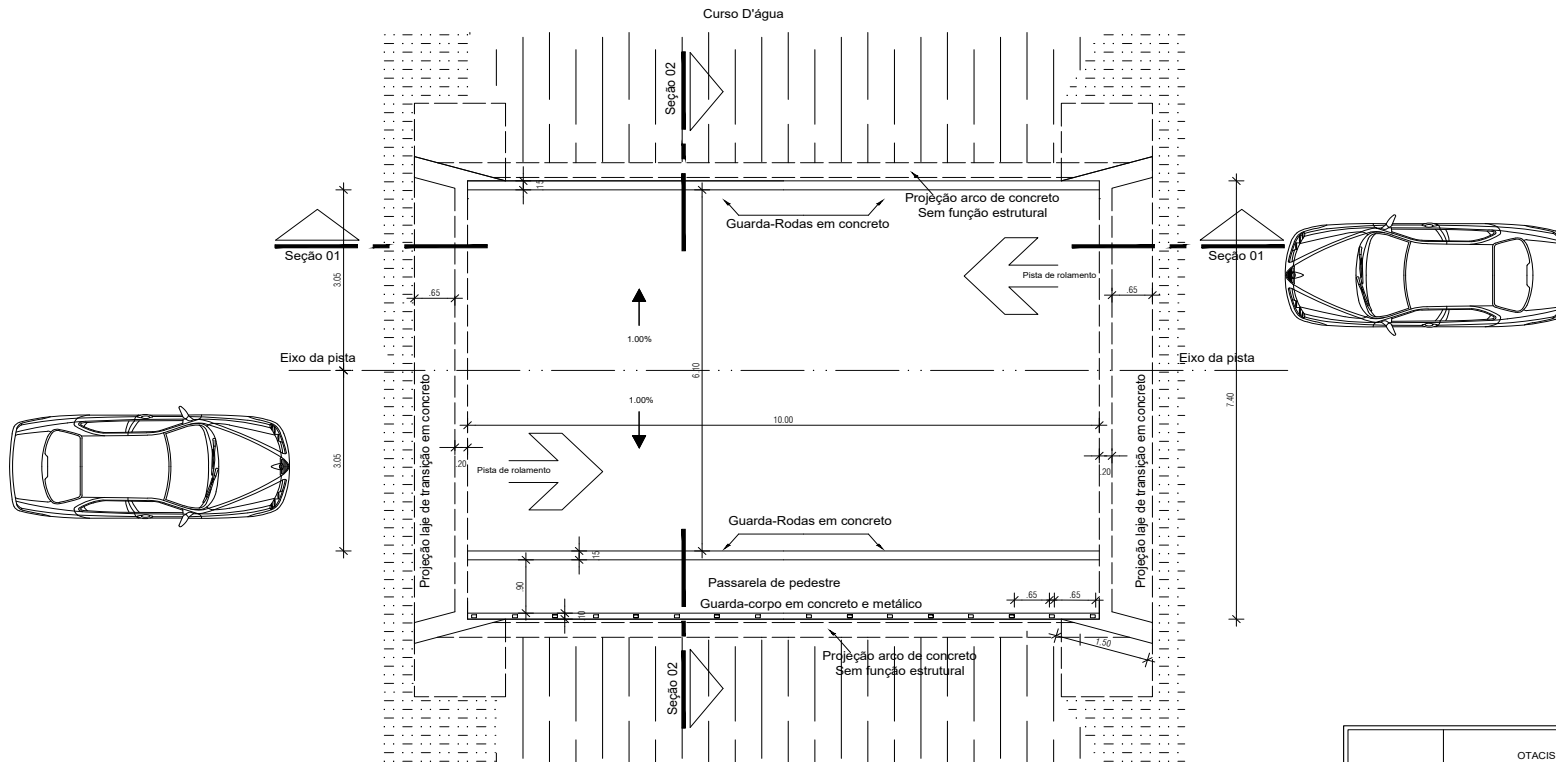 Curso D'água
Seção 02
.15
Projeção arco de concreto
Sem função estrutural
Guarda-Rodas em concreto
Seção 01
Seção 01
3.05
.65
Pista de rolamento
.65
1.00%
Eixo da pista
Eixo da pista
6.10
7.40
1.00%
10.00
Projeção laje de transição em concreto
Projeção laje de transição em concreto
3.05
.20
Pista de rolamento
.20
Guarda-Rodas em concreto
.15
.90
Passarela de pedestre
Guarda-corpo em concreto e metálico
.65
.65
.10
1.50
Projeção arco de concreto
Sem função estrutural
Seção 02
OTACIS